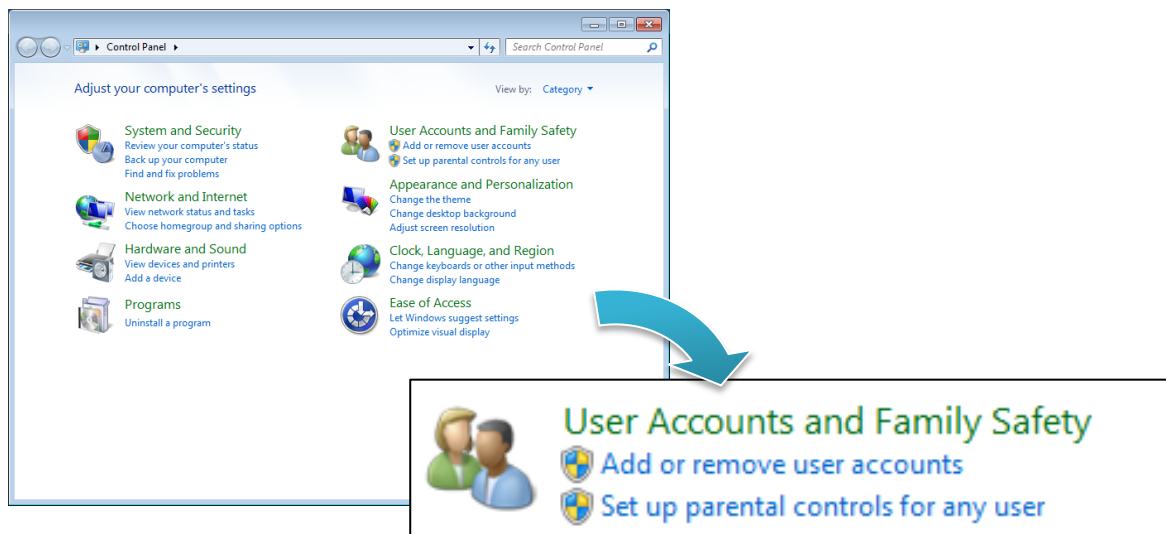 Control Panel
Search Control Panel
Adjust your computer's settings
View by: Category
System and Security
Review your computer's status
Back up your computer
Find and fix problems
Network and Internet
View network status and tasks
Choose homegroup and sharing options
Hardware and Sound
View devices and printers
Add a device
Programs
Uninstall a program
User Accounts and Family Safety
Add or remove user accounts
Set up parental controls for any user
Appearance and Personalization
Change the theme
Change desktop background
Adjust screen resolution
Clock, Language, and Region
Change keyboards or other input methods
Change display language
Ease of Access
Let Windows suggest settings
Optimize visual display
User Accounts and Family Safety
Add or remove user accounts
Set up parental controls for any user